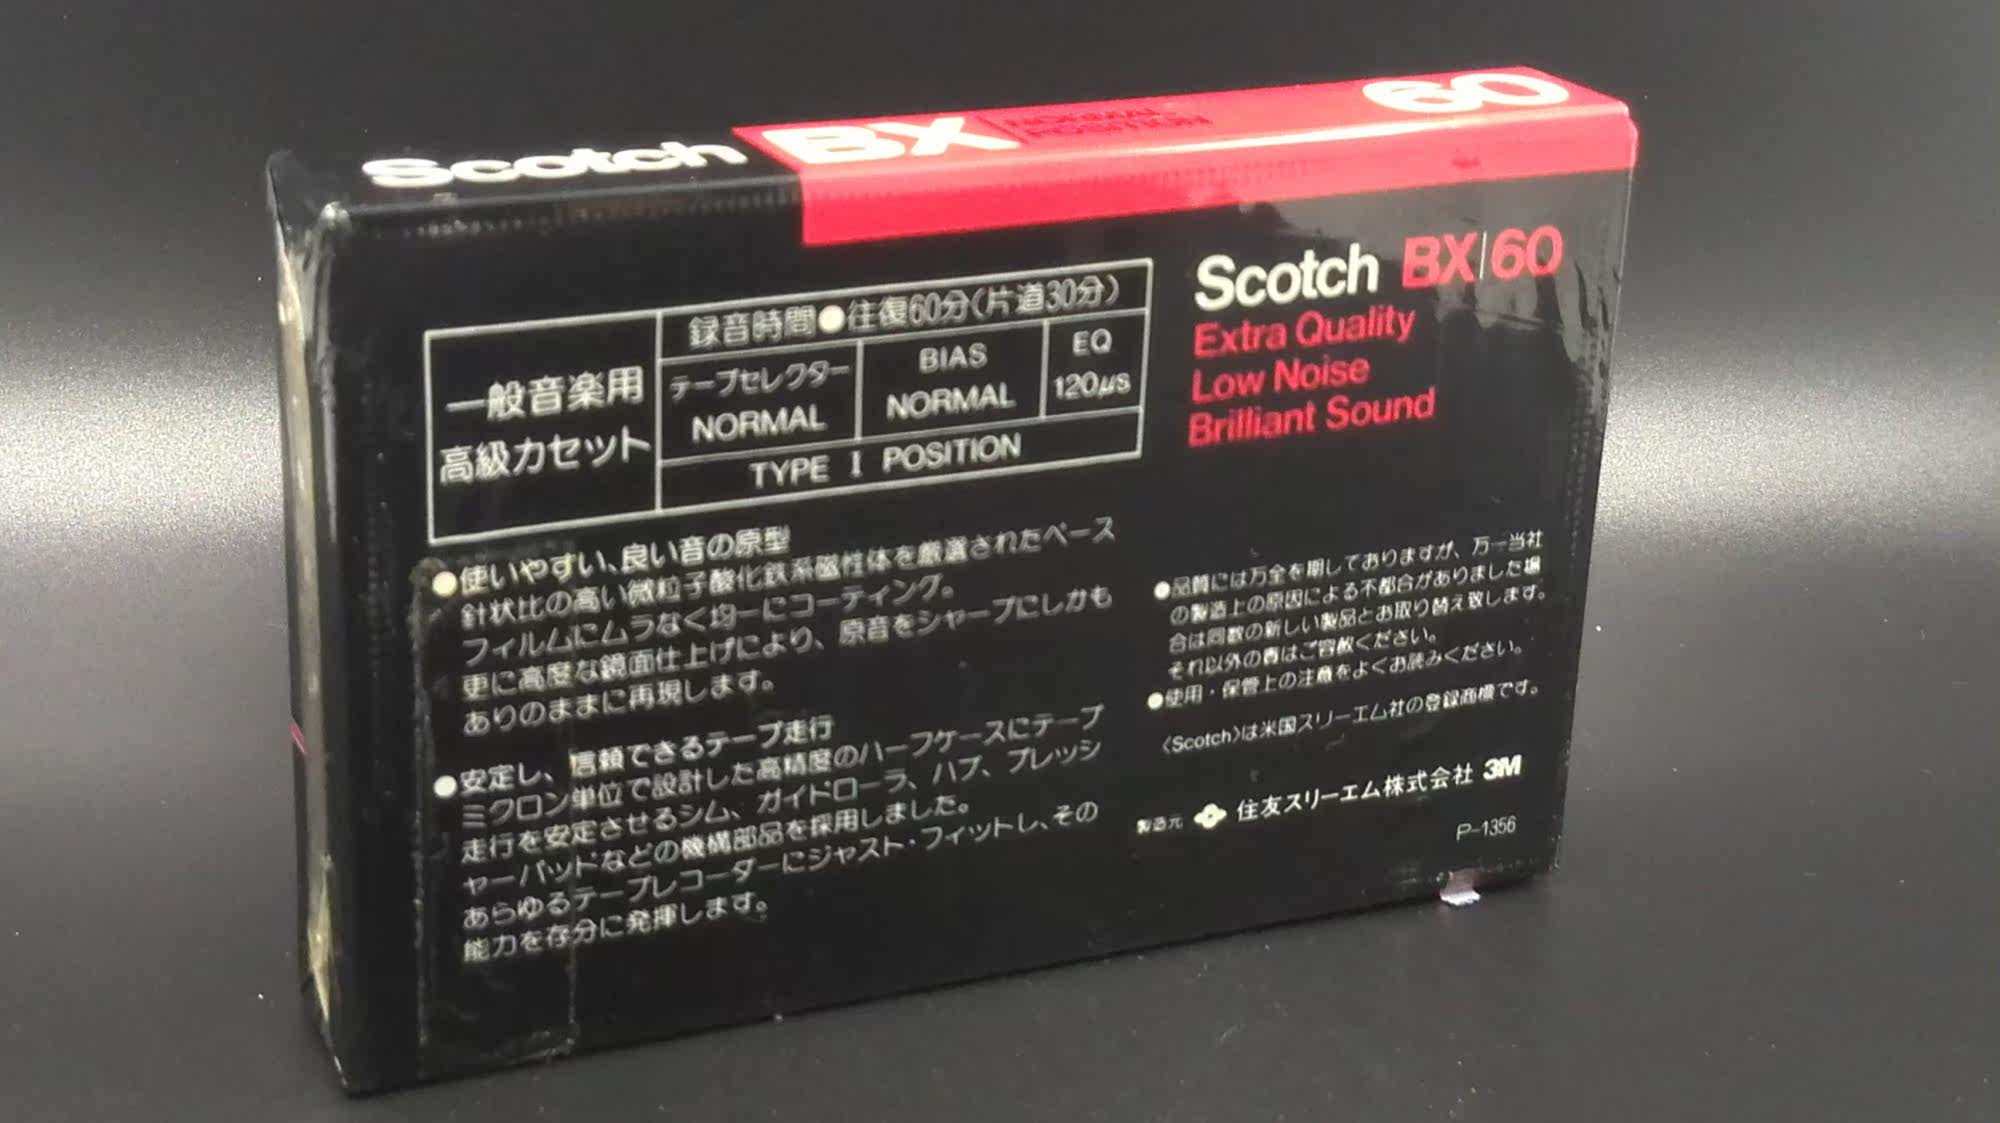 Scotch BX NORMAL POSITION 60
一般音楽用
高級カセット
録音時間●往復60分(片道30分)
テープセレクター
NORMAL
BIAS
NORMAL
EQ
120μs
TYPE I POSITION
Scotch BX|60
Extra Quality
Low Noise
Brilliant Sound
●使いやすい、良い音の原型
針状比の高い微粒子酸化鉄系磁性体を厳選されたベース
フィルムにムラなく均一にコーティング。
更に高度な鏡面仕上げにより、原音をシャープにしかも
ありのままに再現します。
●安定し、信頼できるテープ走行
ミクロン単位で設計した高精度のハーフケースにテープ
走行を安定させるシム、ガイドローラ、ハブ、プレッシ
ャーパッドなどの機構部品を採用しました。
あらゆるテープレコーダーにジャスト・フィットし、その
能力を存分に発揮します。
●品質には万全を期しておりますが、万一当社
の製造上の原因による不都合がありました場
合は同数の新しい製品とお取り替え致します。
それ以外の責はご容赦ください。
●使用・保管上の注意をよくお読みください。
〈Scotch〉は米国スリーエム社の登録商標です。
製造元 住友スリーエム株式会社 3M
P-1356